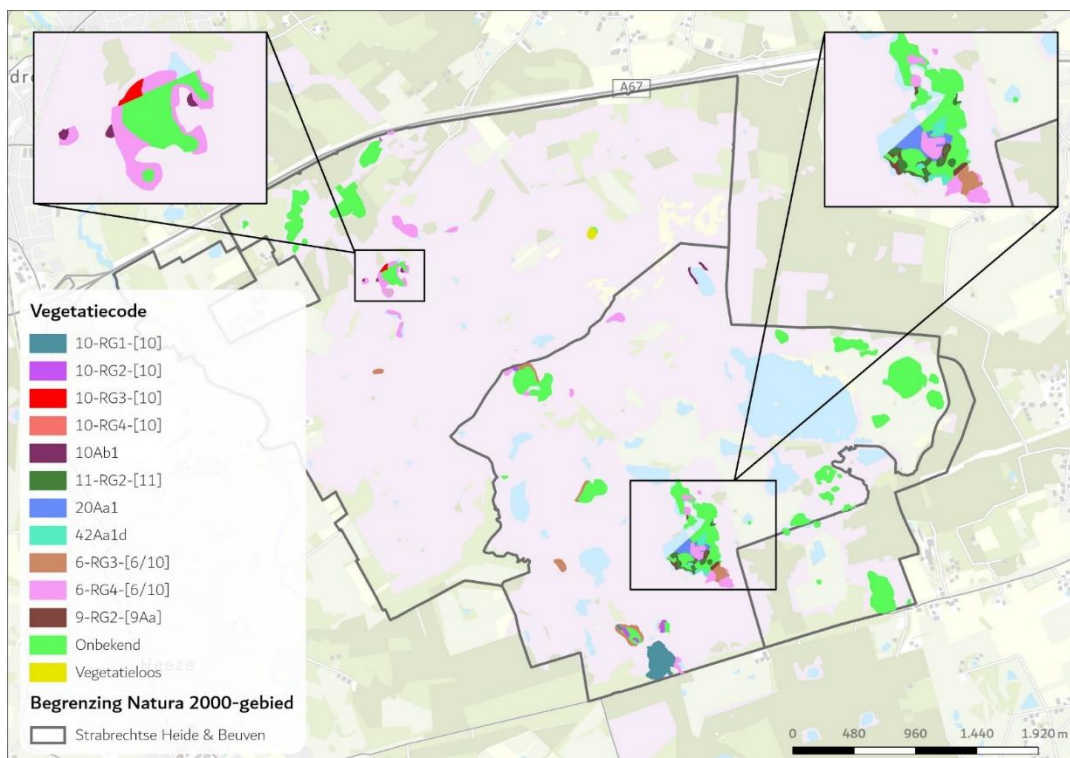 dro
A67
Vegetatiecode
10-RG1-[10]
10-RG2-[10]
10-RG3-[10]
10-RG4-[10]
10Ab1
11-RG2-[11]
20Aa1
42Aa1d
6-RG3-[6/10]
6-RG4-[6/10]
9-RG2-[9Aa]
Onbekend
Vegetatieloos
Heeze
Begrenzing Natura 2000-gebied
Strabrechtse Heide & Beuven
0 480 960 1.440 1.920 m